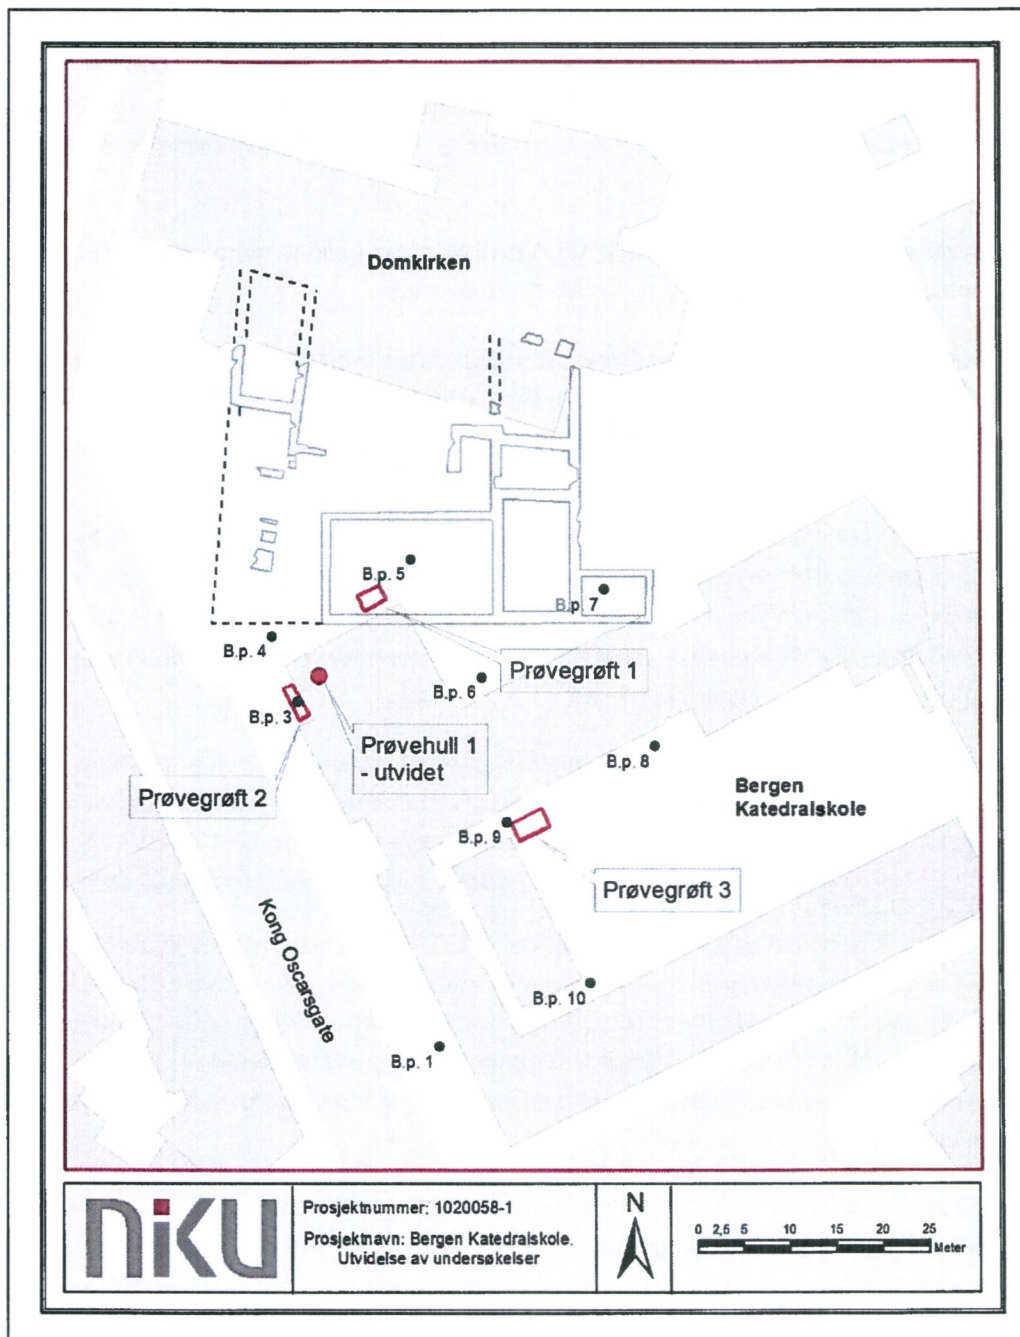 Domkirken
B.p. 5
B.p. 7
B.p. 4
Prøvegrøft 1
B.p. 6
B.p. 3
Prøvehull 1
- utvidet
B.p. 8
Prøvegrøft 2
Bergen
Katedralskole
B.p. 9
Prøvegrøft 3
Kong Oscarsgate
B.p. 10
B.p. 1
NIKU
Prosjektnummer: 1020058-1
Prosjektnavn: Bergen Katedralskole.
Utvidelse av undersøkelser
N
0 2,5 5 10 15 20 25
Meter